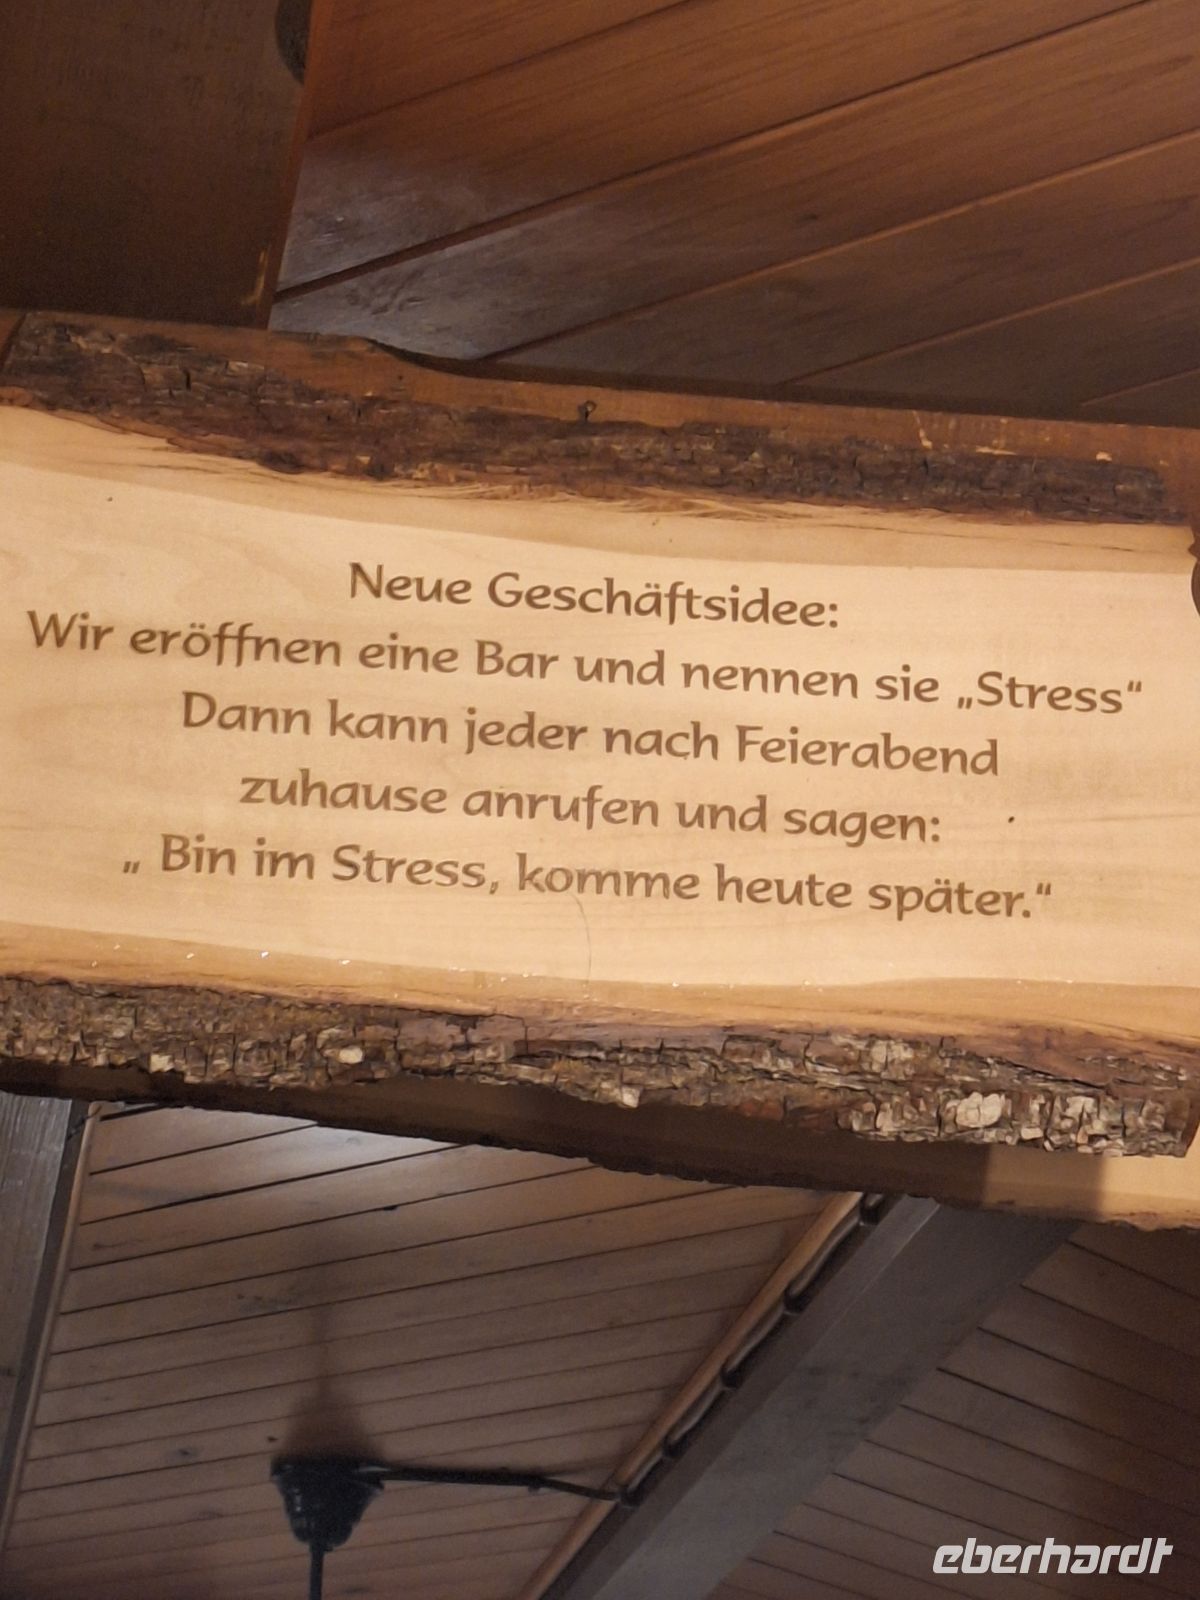 Neue Geschäftsidee:
Wir eröffnen eine Bar und nennen sie „Stress“
Dann kann jeder nach Feierabend
zuhause anrufen und sagen:
„ Bin im Stress, komme heute später.“
eberhardt